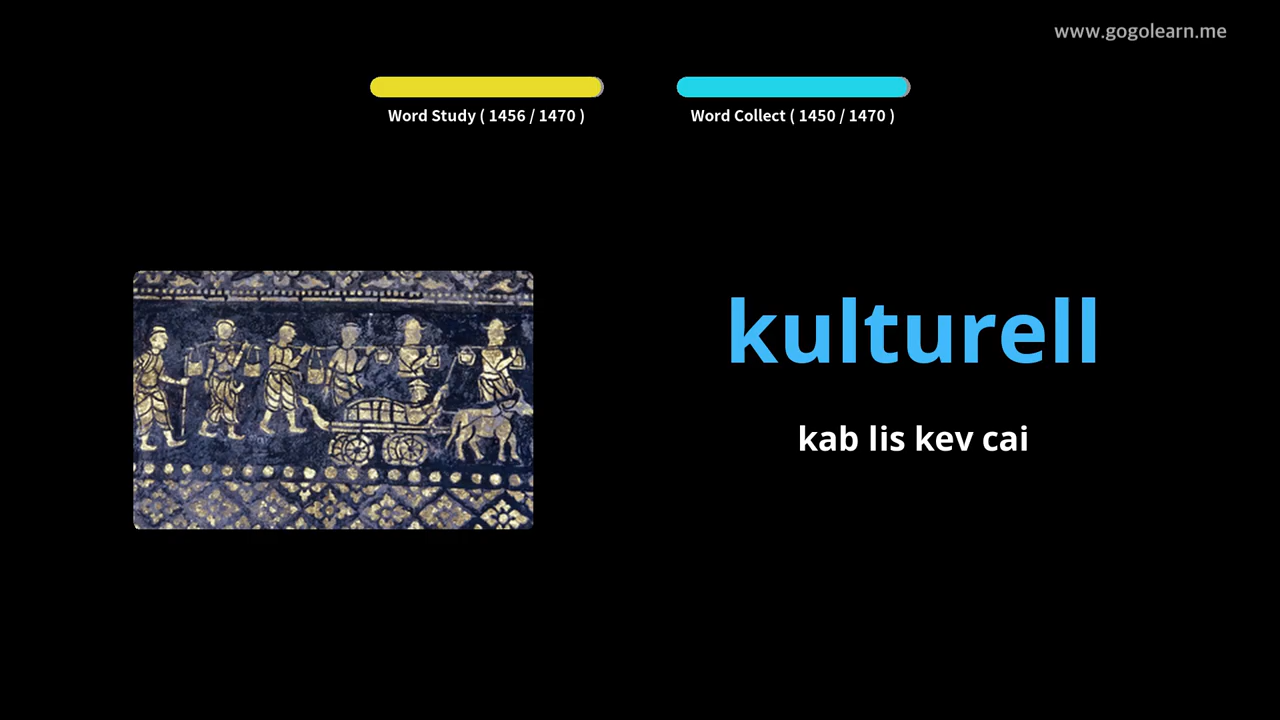 www.gogolearn.me
Word Study ( 1456 / 1470 )
Word Collect ( 1450 / 1470 )
kulturell
kab lis kev cai